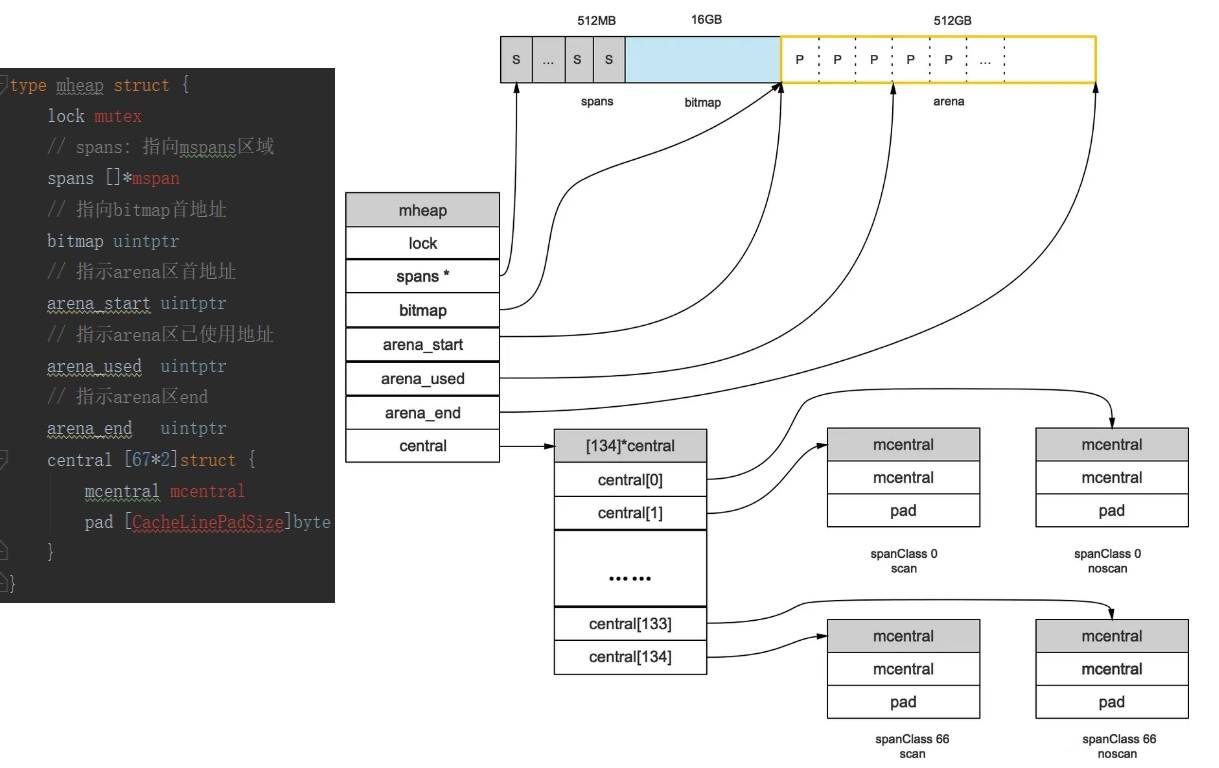 type mheap struct {
lock mutex
// spans: 指向mspans区域
spans []*mspan
// 指向bitmap首地址
bitmap uintptr
// 指示arena区首地址
arena_start uintptr
// 指示arena区已使用地址
arena_used uintptr
// 指示arena区end
arena_end uintptr
central [67*2]struct {
mcentral mcentral
pad [CacheLinePadSize]byte
}
}
512MB 16GB 512GB
S ... S S P P P P P ...
spans bitmap arena
mheap
lock
spans *
bitmap
arena_start
arena_used
arena_end
central
[134]*central
central[0]
central[1]
......
central[133]
central[134]
mcentral
mcentral
pad
spanClass 0
scan
mcentral
mcentral
pad
spanClass 0
noscan
mcentral
mcentral
pad
spanClass 66
scan
mcentral
mcentral
pad
spanClass 66
noscan